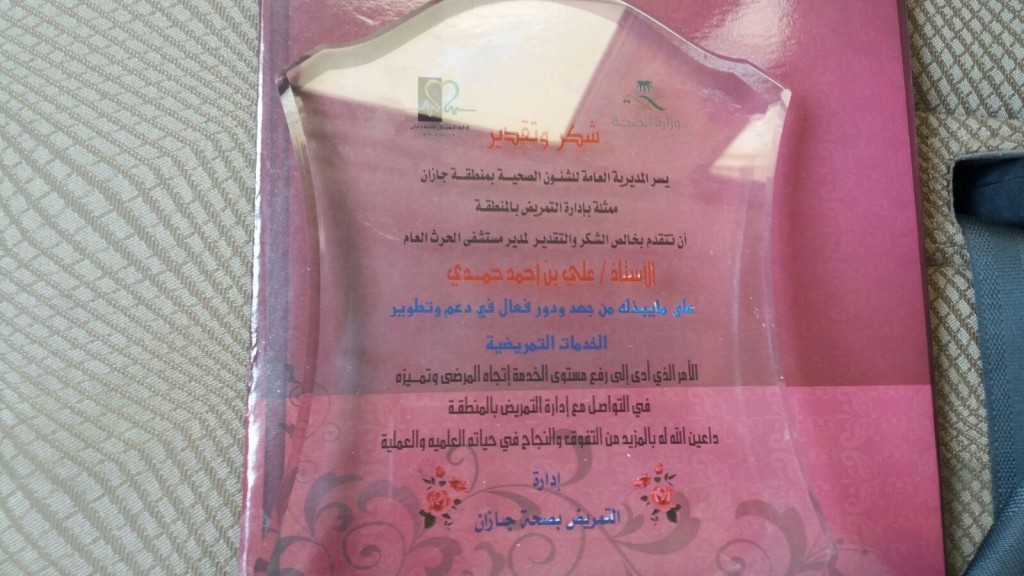 وزارة الصحة
شكر وتقدير
يسر المديرية العامة للشئون الصحية بمنطقة جازان
ممثلة بإدارة التمريض بالمنطقة
أن تتقدم بخالص الشكر والتقدير لمدير مستشفى الحرث العام
الاستاذ / علي بن احمد حمدي
على مايبذله من جهد ودور فعال في دعم وتطوير
الخدمات التمريضية
الأمر الذي أدى إلى رفع مستوى الخدمة إتجاه المرضى وتميزه
في التواصل مع إدارة التمريض بالمنطقة
داعين الله له بالمزيد من التفوق والنجاح في حياته العلميه والعملية
إدارة
التمريض بصحة جازان